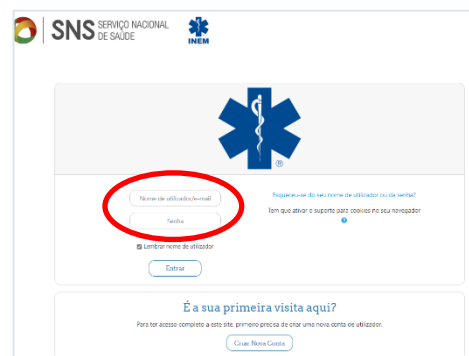 SNS SERVIÇO NACIONAL
DE SAÚDE
INEM
®
Nome de utilizador/e-mail
Senha
Lembrar nome de utilizador
Entrar
Esqueceu-se do seu nome de utilizador ou da senha?
Tem que ativar o suporte para cookies no seu navegador
?
É a sua primeira visita aqui?
Para ter acesso completo a este site, primeiro precisa de criar uma nova conta de utilizador.
Criar Nova Conta